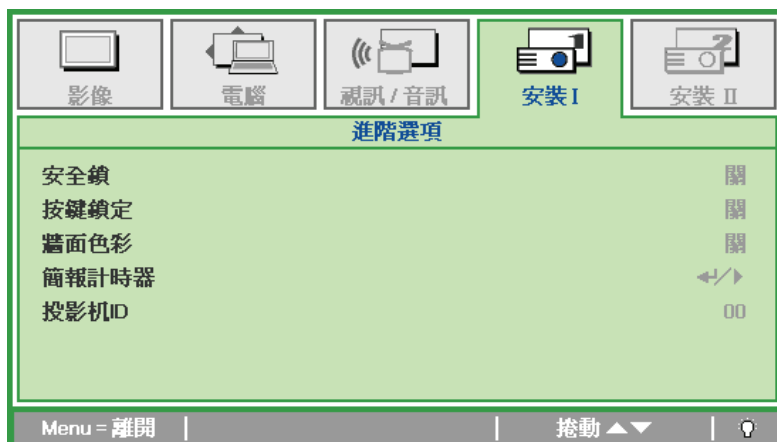 影像
電腦
視訊 / 音訊
安裝 I
安裝 II
進階選項
安全鎖 關
按鍵鎖定 關
牆面色彩 關
簡報計時器
投影机ID 00
Menu = 離開
捲動